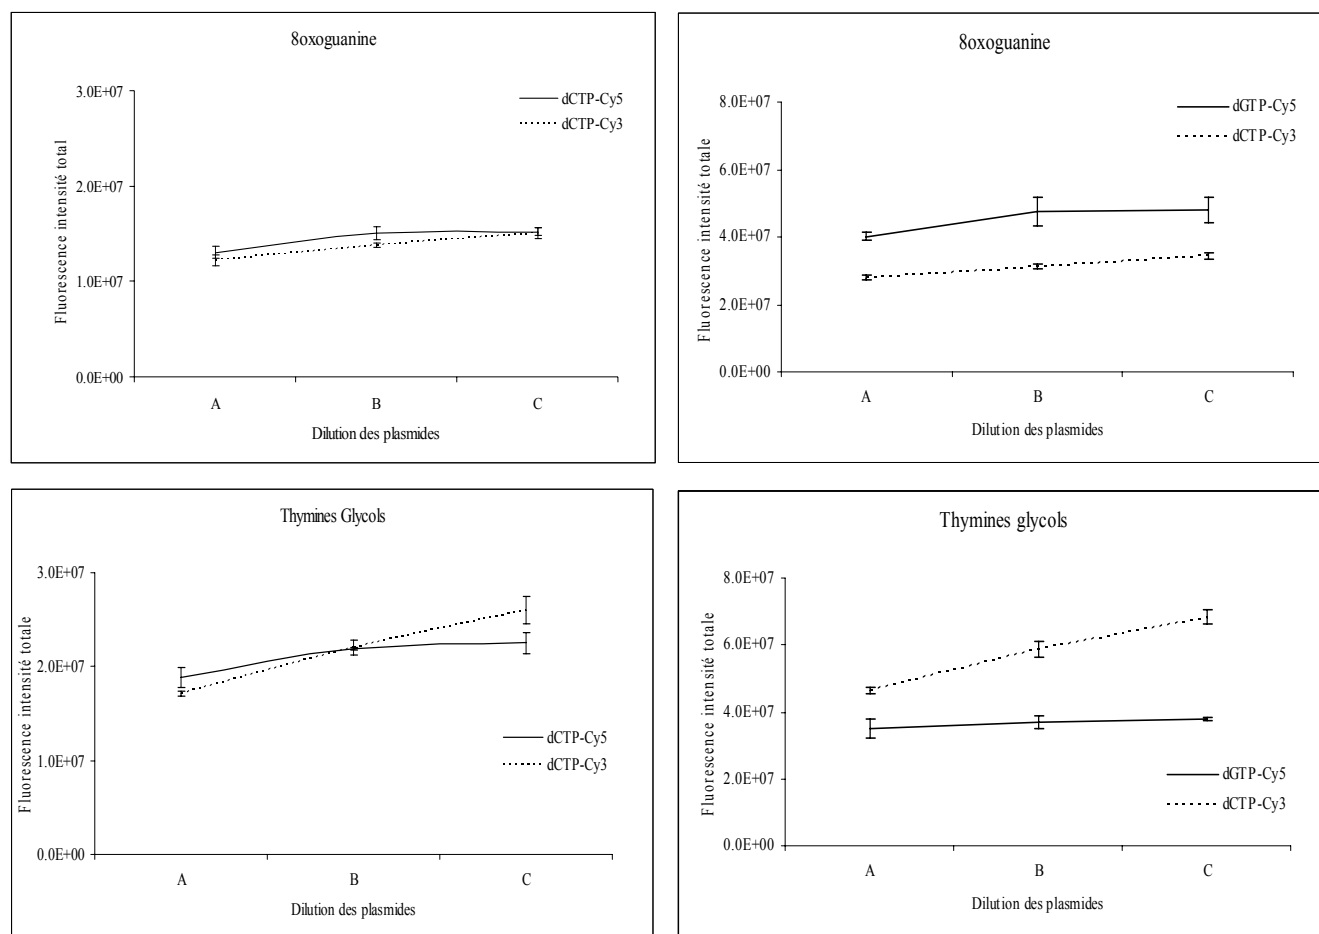 8oxoguanine
3.0E+07
2.0E+07
1.0E+07
0.0E+00
Fluorescence intensité total
dCTP-Cy5
dCTP-Cy3
A B C
Dilution des plasmides
8oxoguanine
8.0E+07
6.0E+07
4.0E+07
2.0E+07
0.0E+00
Fluorescence intensité totale
dGTP-Cy5
dCTP-Cy3
A B C
Dilution des plasmides
Thymines Glycols
3.0E+07
2.0E+07
1.0E+07
0.0E+00
Fluorescence intensité totale
dCTP-Cy5
dCTP-Cy3
A B C
Dilution des plasmides
Thymines glycols
8.0E+07
6.0E+07
4.0E+07
2.0E+07
0.0E+00
Fluorescence intensité totale
dGTP-Cy5
dCTP-Cy3
A B C
Dilution des plasmides